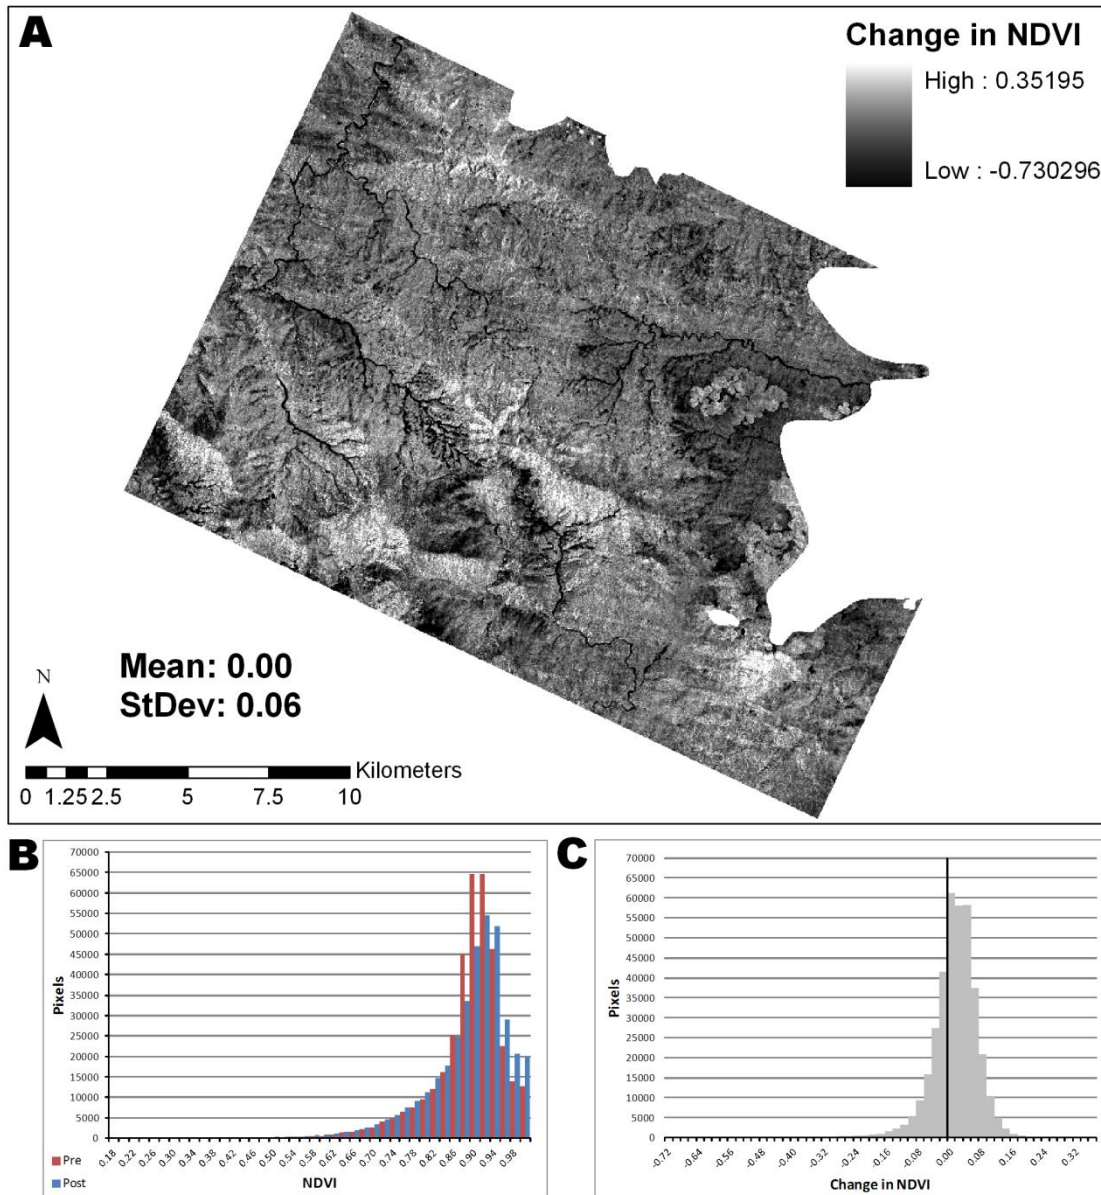 A
Change in NDVI
High : 0.35195
Low : -0.730296
Mean: 0.00
StDev: 0.06
N
Kilometers
0 1.25 2.5 5 7.5 10
B
70000
65000
60000
55000
50000
45000
40000
35000
30000
25000
20000
15000
10000
5000
0
Pixels
0.18 0.22 0.26 0.30 0.34 0.38 0.42 0.46 0.50 0.54 0.58 0.62 0.66 0.70 0.74 0.78 0.82 0.86 0.90 0.94 0.98
NDVI
Pre
Post
C
70000
65000
60000
55000
50000
45000
40000
35000
30000
25000
20000
15000
10000
5000
0
Pixels
-0.72 -0.64 -0.56 -0.48 -0.40 -0.32 -0.24 -0.16 -0.08 0.00 0.08 0.16 0.24 0.32
Change in NDVI